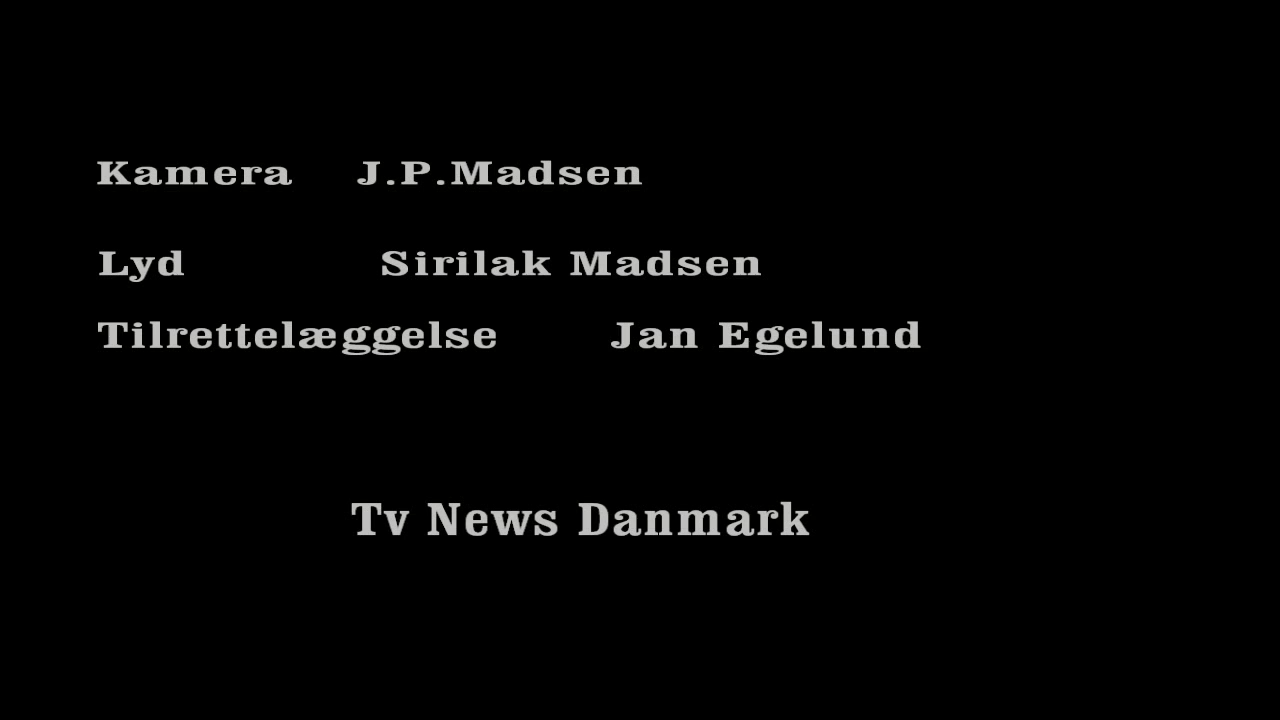 Kamera J.P.Madsen
Lyd Sirilak Madsen
Tilrettelæggelse Jan Egelund
Tv News Danmark